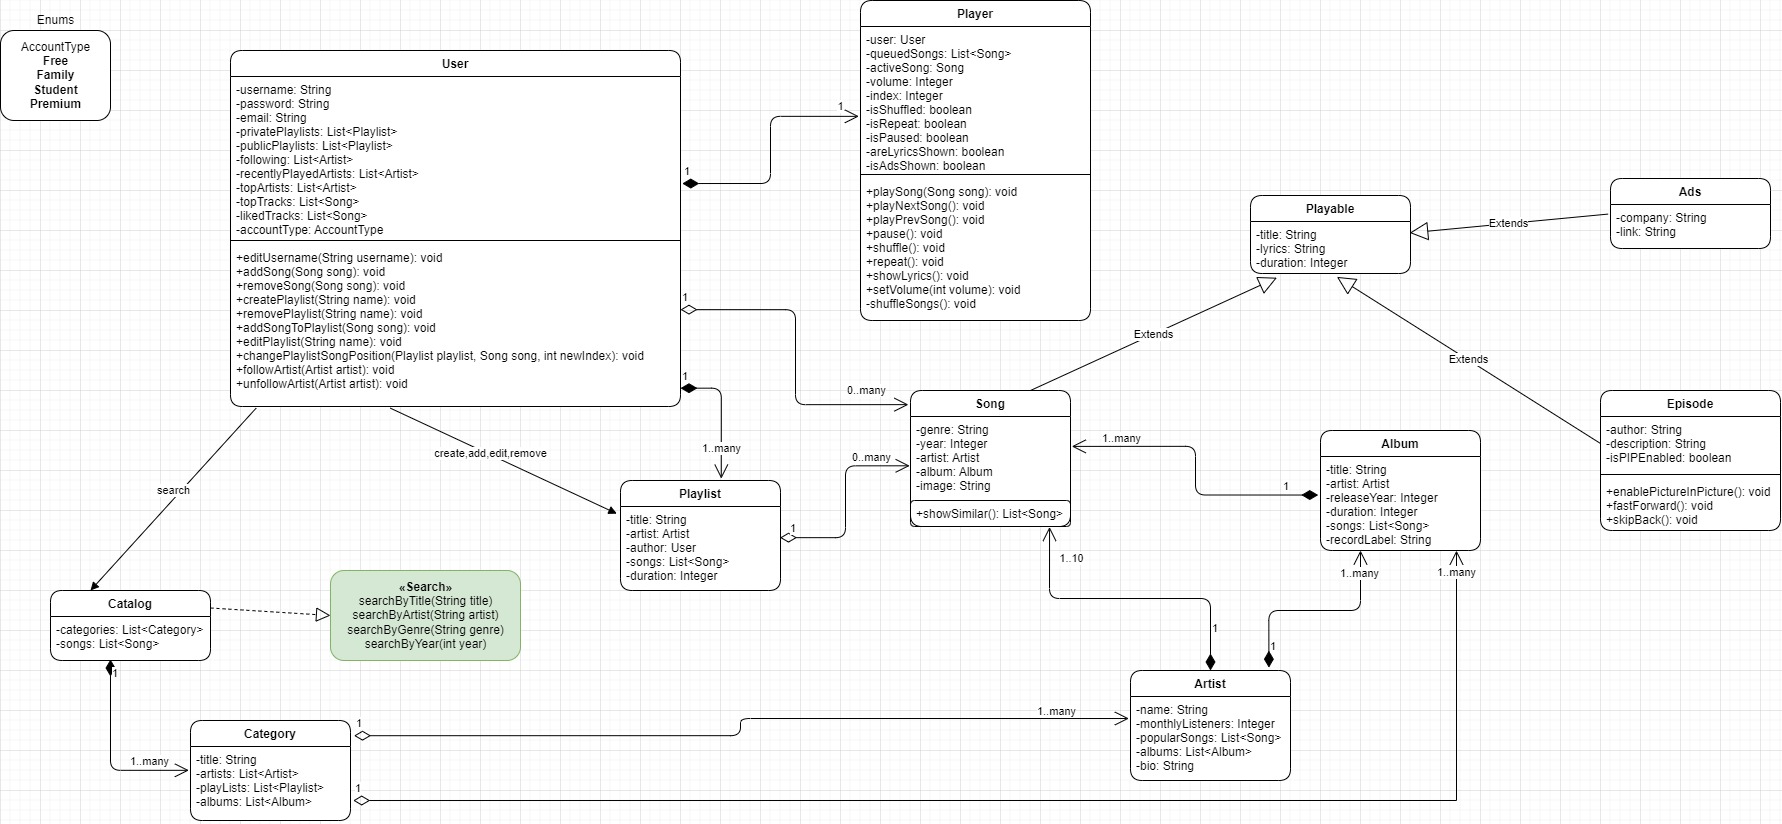 Enums
AccountType
Free
Family
Student
Premium
User
-username: String
-password: String
-email: String
-privatePlaylists: List<Playlist>
-publicPlaylists: List<Playlist>
-following: List<Artist>
-recentlyPlayedArtists: List<Artist>
-topArtists: List<Artist>
-topTracks: List<Song>
-likedTracks: List<Song>
-accountType: AccountType
+editUsername(String username): void
+addSong(Song song): void
+removeSong(Song song): void
+createPlaylist(String name): void
+removePlaylist(String name): void
+addSongToPlaylist(Song song): void
+editPlaylist(String name): void
+changePlaylistSongPosition(Playlist playlist, Song song, int newIndex): void
+followArtist(Artist artist): void
+unfollowArtist(Artist artist): void
1
1
1
1
0..many
1..many
create,add,edit,remove
search
Player
-user: User
-queuedSongs: List<Song>
-activeSong: Song
-volume: Integer
-index: Integer
-isShuffled: boolean
-isRepeat: boolean
-isPaused: boolean
-areLyricsShown: boolean
-isAdsShown: boolean
+playSong(Song song): void
+playNextSong(): void
+playPrevSong(): void
+pause(): void
+shuffle(): void
+repeat(): void
+showLyrics(): void
+setVolume(int volume): void
-shuffleSongs(): void
Playable
-title: String
-lyrics: String
-duration: Integer
Extends
Ads
-company: String
-link: String
Extends
Extends
Song
-genre: String
-year: Integer
-artist: Artist
-album: Album
-image: String
+showSimilar(): List<Song>
1..many
1
Album
-title: String
-artist: Artist
-releaseYear: Integer
-duration: Integer
-songs: List<Song>
-recordLabel: String
Episode
-author: String
-description: String
-isPIPEnabled: boolean
+enablePictureInPicture(): void
+fastForward(): void
+skipBack(): void
Playlist
-title: String
-artist: Artist
-author: User
-songs: List<Song>
-duration: Integer
1
0..many
1..10
1..many
1..many
1
1
Catalog
-categories: List<Category>
-songs: List<Song>
«Search»
searchByTitle(String title)
searchByArtist(String artist)
searchByGenre(String genre)
searchByYear(int year)
1
1..many
Category
-title: String
-artists: List<Artist>
-playLists: List<Playlist>
-albums: List<Album>
1
1..many
1
Artist
-name: String
-monthlyListeners: Integer
-popularSongs: List<Song>
-albums: List<Album>
-bio: String